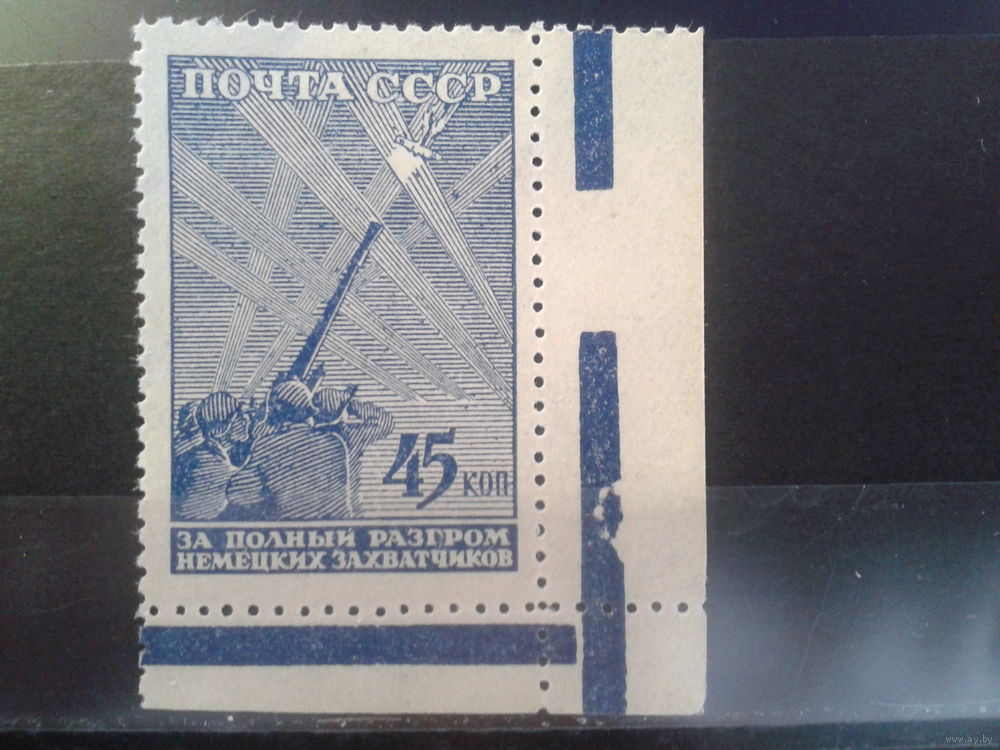 ПОЧТА СССР
45 коп
ЗА ПОЛНЫЙ РАЗГРОМ
НЕМЕЦКИХ ЗАХВАТЧИКОВ
www.ay.by